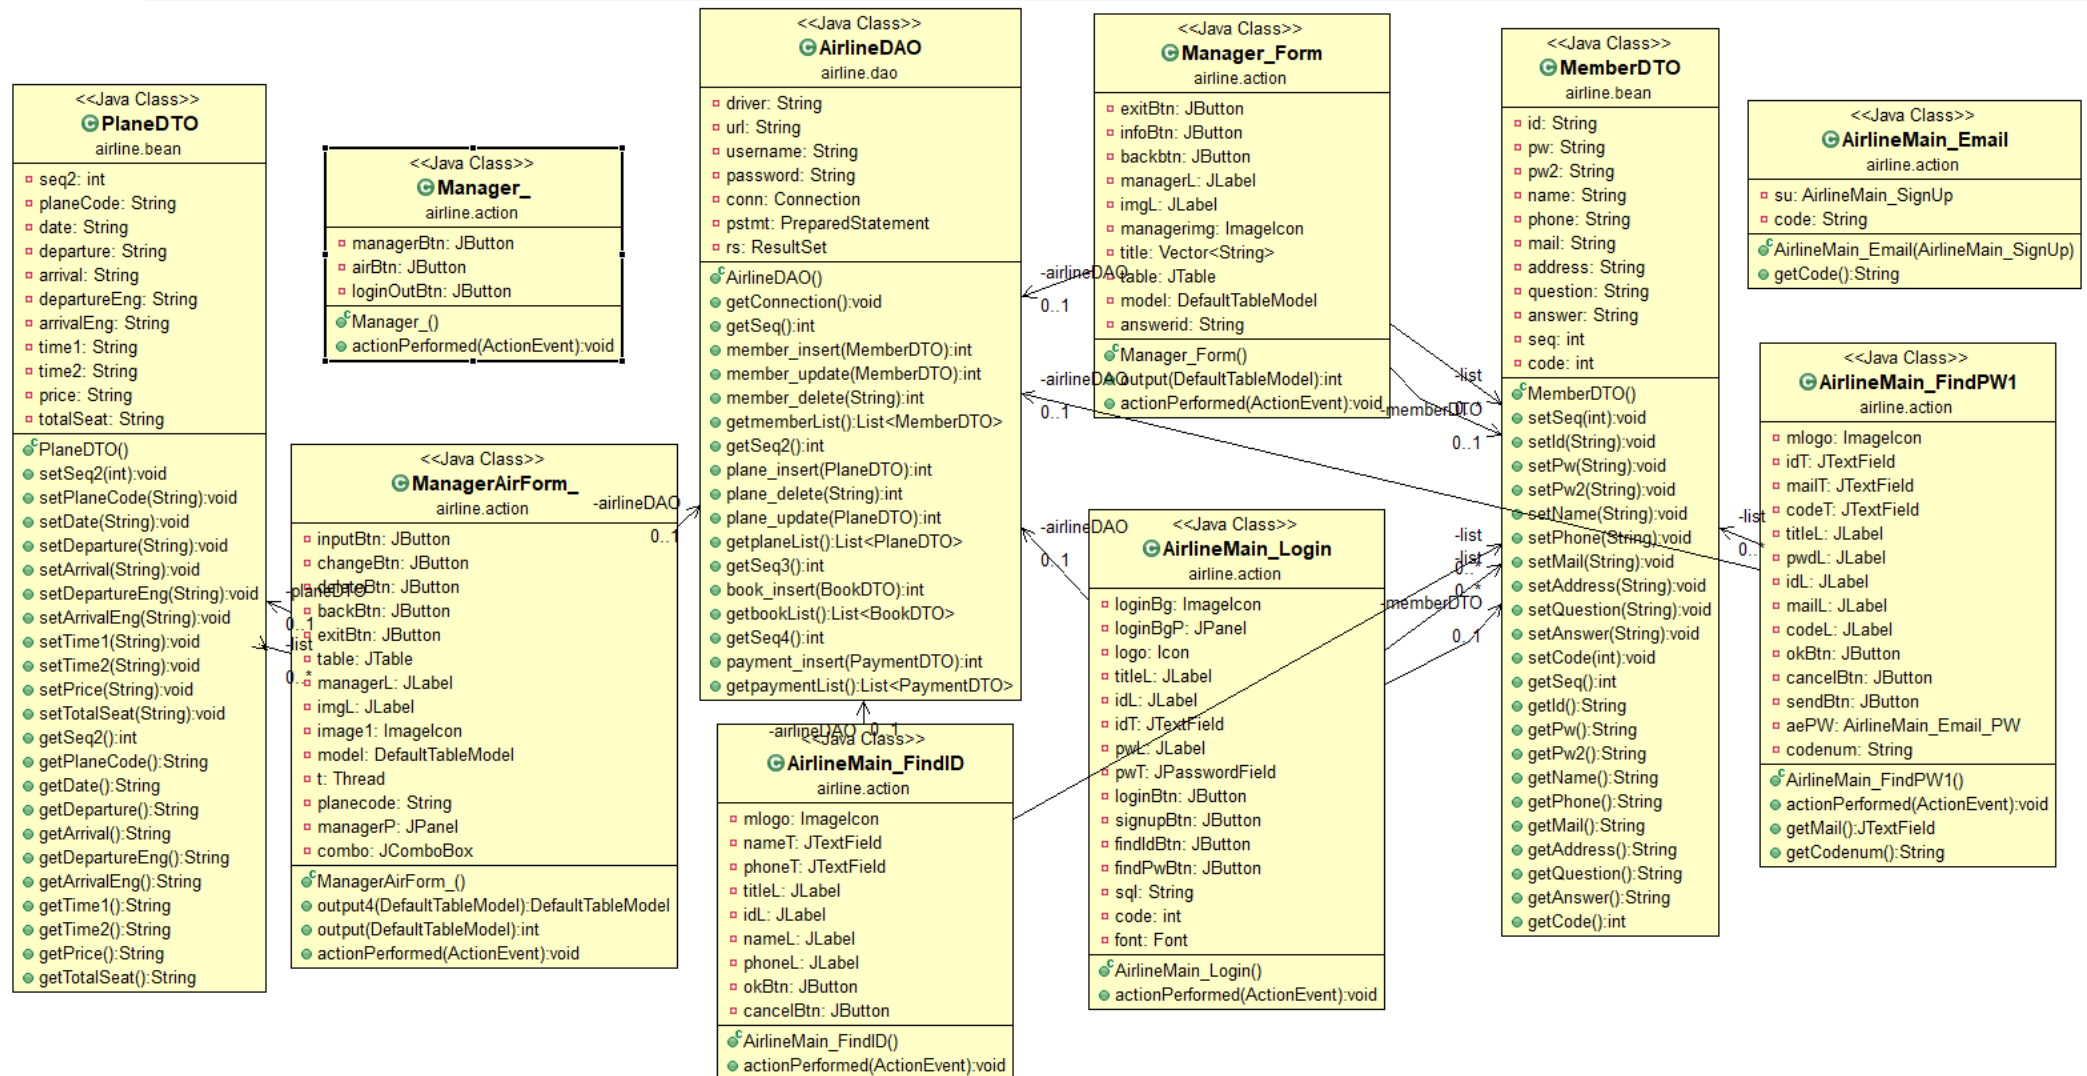 <<Java Class>>
PlaneDTO
airline.bean
seq2: int
planeCode: String
date: String
departure: String
arrival: String
departureEng: String
arrivalEng: String
time1: String
time2: String
price: String
totalSeat: String
PlaneDTO()
setSeq2(int):void
setPlaneCode(String):void
setDate(String):void
setDeparture(String):void
setArrival(String):void
setDepartureEng(String):void
setArrivalEng(String):void
setTime1(String):void
setTime2(String):void
setPrice(String):void
setTotalSeat(String):void
getSeq2():int
getPlaneCode():String
getDate():String
getDeparture():String
getArrival():String
getDepartureEng():String
getArrivalEng():String
getTime1():String
getTime2():String
getPrice():String
getTotalSeat():String
<<Java Class>>
Manager_
airline.action
managerBtn: JButton
airBtn: JButton
loginOutBtn: JButton
Manager_()
actionPerformed(ActionEvent):void
<<Java Class>>
ManagerAirForm_
airline.action
inputBtn: JButton
changeBtn: JButton
deleteBtn: JButton
backBtn: JButton
exitBtn: JButton
table: JTable
managerL: JLabel
imgL: JLabel
image1: ImageIcon
model: DefaultTableModel
t: Thread
planecode: String
managerP: JPanel
combo: JComboBox
ManagerAirForm_()
output4(DefaultTableModel):DefaultTableModel
output(DefaultTableModel):int
actionPerformed(ActionEvent):void
-planeDTO
0..1
-list
0..*
-airlineDAO
0..1
<<Java Class>>
AirlineDAO
airline.dao
driver: String
url: String
username: String
password: String
conn: Connection
pstmt: PreparedStatement
rs: ResultSet
AirlineDAO()
getConnection():void
getSeq():int
member_insert(MemberDTO):int
member_update(MemberDTO):int
member_delete(String):int
getmemberList():List<MemberDTO>
getSeq2():int
plane_insert(PlaneDTO):int
plane_delete(String):int
plane_update(PlaneDTO):int
getplaneList():List<PlaneDTO>
getSeq3():int
book_insert(BookDTO):int
getbookList():List<BookDTO>
getSeq4():int
payment_insert(PaymentDTO):int
getpaymentList():List<PaymentDTO>
-airlineDAO
0..1
<<Java Class>>
AirlineMain_FindID
airline.action
mlogo: ImageIcon
nameT: JTextField
phoneT: JTextField
titleL: JLabel
idL: JLabel
nameL: JLabel
phoneL: JLabel
okBtn: JButton
cancelBtn: JButton
AirlineMain_FindID()
actionPerformed(ActionEvent):void
<<Java Class>>
Manager_Form
airline.action
exitBtn: JButton
infoBtn: JButton
backbtn: JButton
managerL: JLabel
imgL: JLabel
managerimg: ImageIcon
title: Vector<String>
table: JTable
model: DefaultTableModel
answerid: String
Manager_Form()
output(DefaultTableModel):int
actionPerformed(ActionEvent):void
-airlineDAO
0..1
-airlineDAO
0..1
-airlineDAO
0..1
<<Java Class>>
AirlineMain_Login
airline.action
loginBg: ImageIcon
loginBgP: JPanel
logo: Icon
titleL: JLabel
idL: JLabel
idT: JTextField
pwL: JLabel
pwT: JPasswordField
loginBtn: JButton
signupBtn: JButton
findIdBtn: JButton
findPwBtn: JButton
sql: String
code: int
font: Font
AirlineMain_Login()
actionPerformed(ActionEvent):void
-list
-memberDTO
0..1
-list
-list
0..*
0..*
-memberDTO
0..1
<<Java Class>>
MemberDTO
airline.bean
id: String
pw: String
pw2: String
name: String
phone: String
mail: String
address: String
question: String
answer: String
seq: int
code: int
MemberDTO()
setSeq(int):void
setId(String):void
setPw(String):void
setPw2(String):void
setName(String):void
setPhone(String):void
setMail(String):void
setAddress(String):void
setQuestion(String):void
setAnswer(String):void
setCode(int):void
getSeq():int
getId():String
getPw():String
getPw2():String
getName():String
getPhone():String
getMail():String
getAddress():String
getQuestion():String
getAnswer():String
getCode():int
<<Java Class>>
AirlineMain_Email
airline.action
su: AirlineMain_SignUp
code: String
AirlineMain_Email(AirlineMain_SignUp)
getCode():String
-list
0..
<<Java Class>>
AirlineMain_FindPW1
airline.action
mlogo: ImageIcon
idT: JTextField
mailT: JTextField
codeT: JTextField
titleL: JLabel
pwdL: JLabel
idL: JLabel
mailL: JLabel
codeL: JLabel
okBtn: JButton
cancelBtn: JButton
sendBtn: JButton
aePW: AirlineMain_Email_PW
codenum: String
AirlineMain_FindPW1()
actionPerformed(ActionEvent):void
getMail():JTextField
getCodenum():String